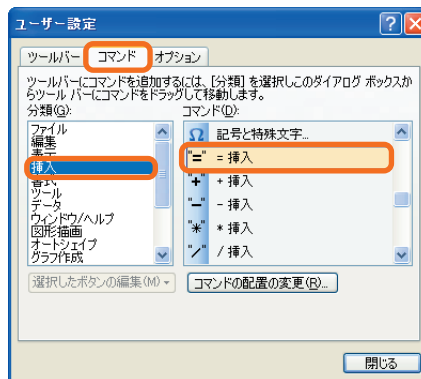 ユーザー設定
ツールバー コマンド オプション
ツールバーにコマンドを追加するには、[分類] を選択しこのダイアログ ボックスか
らツール バーにコマンドをドラッグして移動します。
分類(G):
ファイル
編集
表示
挿入
書式
ツール
データ
ウィンドウ/ヘルプ
図形描画
オートシェイプ
グラフ作成
コマンド(D):
Ω 記号と特殊文字...
"=" = 挿入
"+" + 挿入
"-" - 挿入
"*" * 挿入
"/" / 挿入
選択したボタンの編集(M)
コマンドの配置の変更(R)...
閉じる